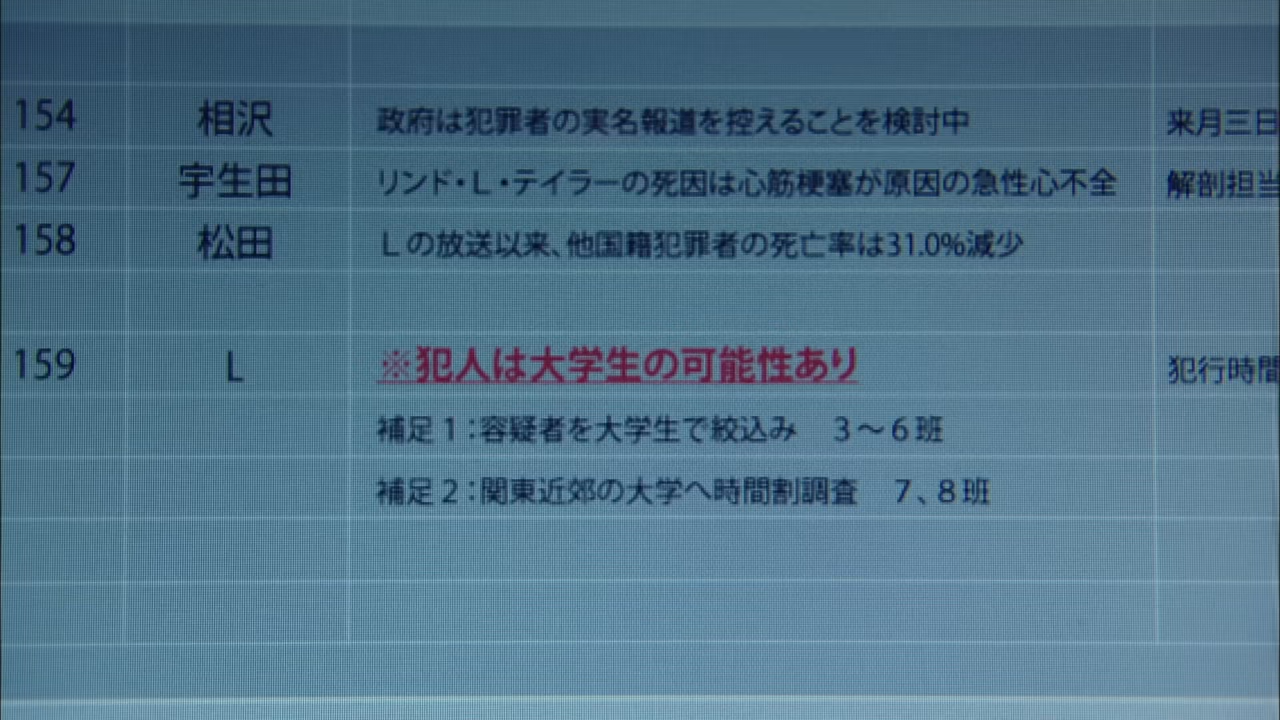 154 相沢 政府は犯罪者の実名報道を控えることを検討中 来月三日
157 宇生田 リンド・L・テイラーの死因は心筋梗塞が原因の急性心不全 解剖担当
158 松田 Lの放送以来、他国籍犯罪者の死亡率は31.0%減少
159 L ※犯人は大学生の可能性あり 犯行時間
補足1:容疑者を大学生で絞込み 3～6班
補足2:関東近郊の大学へ時間割調査 7、8班